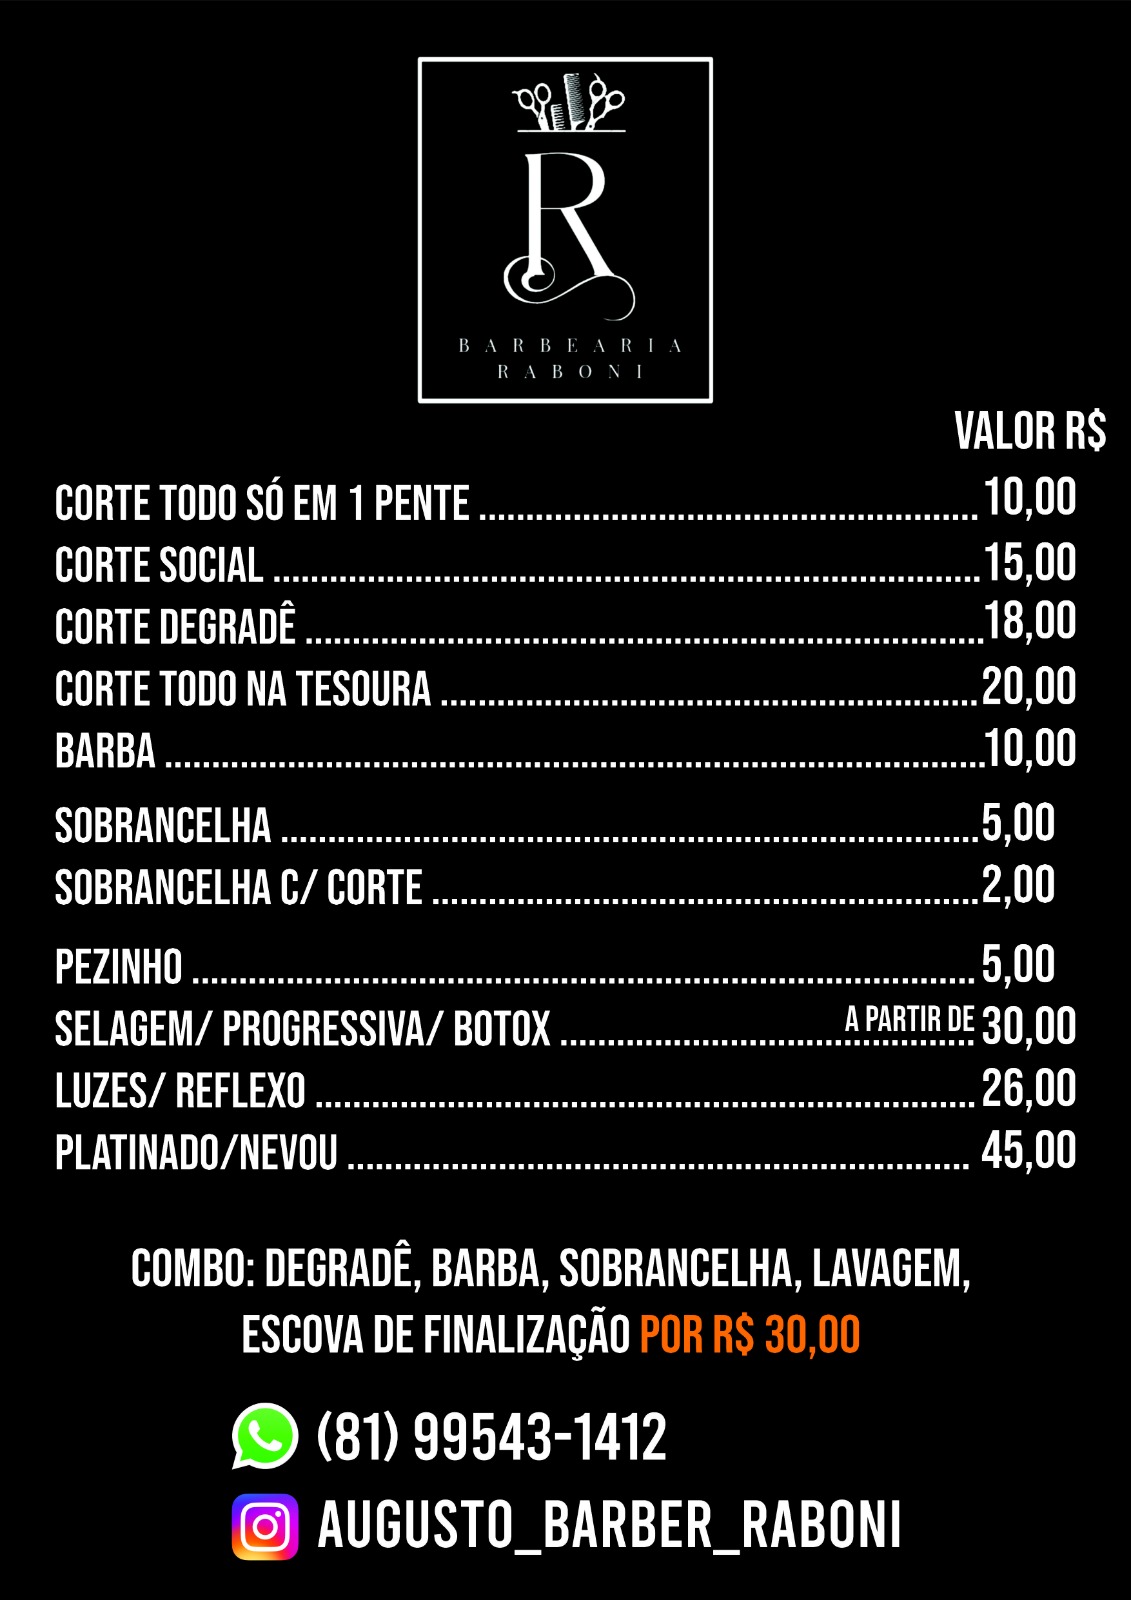 R
BARBEARIA
RABONI
VALOR R$
CORTE TODO SÓ EM 1 PENTE ..................................................... 10,00
CORTE SOCIAL ........................................................................... 15,00
CORTE DEGRADÊ ........................................................................ 18,00
CORTE TODO NA TESOURA ......................................................... 20,00
BARBA ....................................................................................... 10,00
SOBRANCELHA .......................................................................... 5,00
SOBRANCELHA C/ CORTE .......................................................... 2,00
PEZINHO ................................................................................... 5,00
SELAGEM/ PROGRESSIVA/ BOTOX ............................................ A PARTIR DE 30,00
LUZES/ REFLEXO ...................................................................... 26,00
PLATINADO/NEVOU .................................................................. 45,00
COMBO: DEGRADÊ, BARBA, SOBRANCELHA, LAVAGEM,
ESCOVA DE FINALIZAÇÃO POR R$ 30,00
(81) 99543-1412
AUGUSTO_BARBER_RABONI